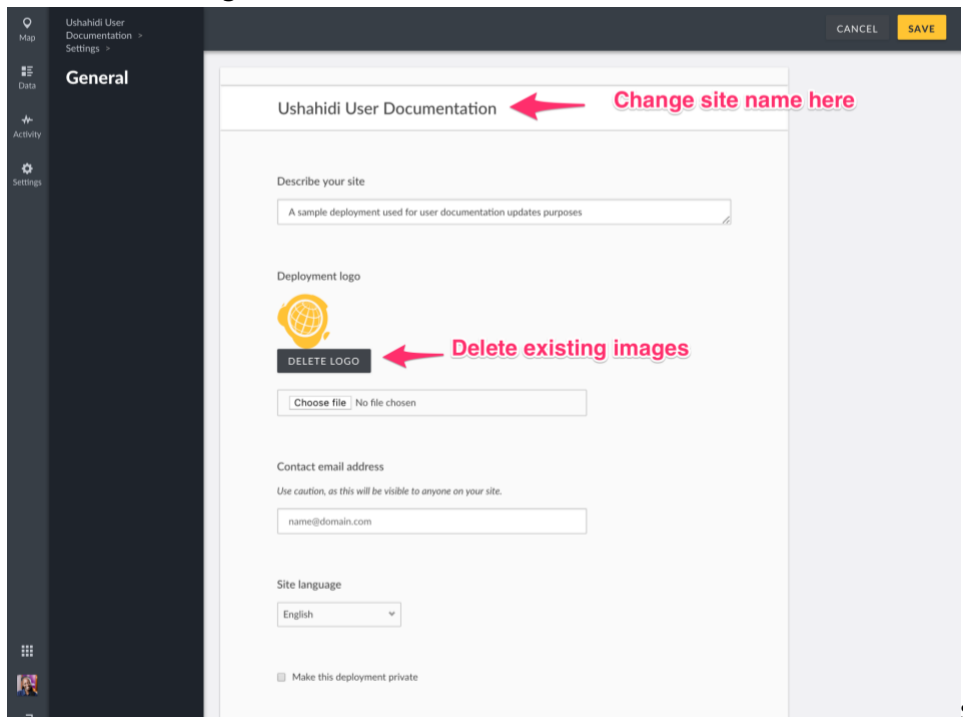 Map
Data
Activity
Settings
Ushahidi User
Documentation >
Settings >
General
CANCEL
SAVE
Ushahidi User Documentation
Change site name here
Describe your site
A sample deployment used for user documentation updates purposes
Deployment logo
DELETE LOGO
Delete existing images
Choose file No file chosen
Contact email address
Use caution, as this will be visible to anyone on your site.
name@domain.com
Site language
English
Make this deployment private